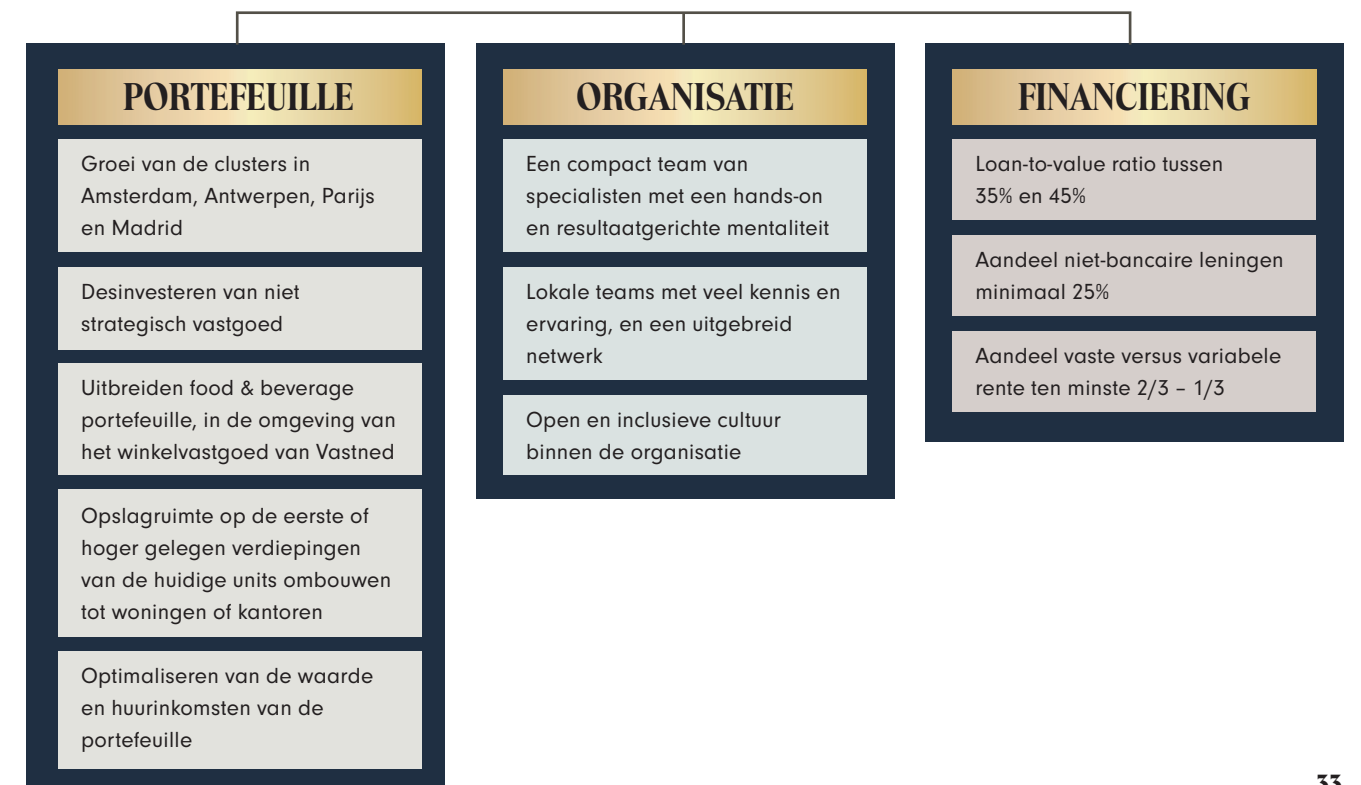 PORTEFEUILLE
Groei van de clusters in
Amsterdam, Antwerpen, Parijs
en Madrid
Desinvesteren van niet
strategisch vastgoed
Uitbreiden food & beverage
portefeuille, in de omgeving van
het winkelvastgoed van Vastned
Opslagruimte op de eerste of
hoger gelegen verdiepingen
van de huidige units ombouwen
tot woningen of kantoren
Optimaliseren van de waarde
en huurinkomsten van de
portefeuille
ORGANISATIE
Een compact team van
specialisten met een hands-on
en resultaatgerichte mentaliteit
Lokale teams met veel kennis en
ervaring, en een uitgebreid
netwerk
Open en inclusieve cultuur
binnen de organisatie
FINANCIERING
Loan-to-value ratio tussen
35% en 45%
Aandeel niet-bancaire leningen
minimaal 25%
Aandeel vaste versus variabele
rente ten minste 2/3 – 1/3
33